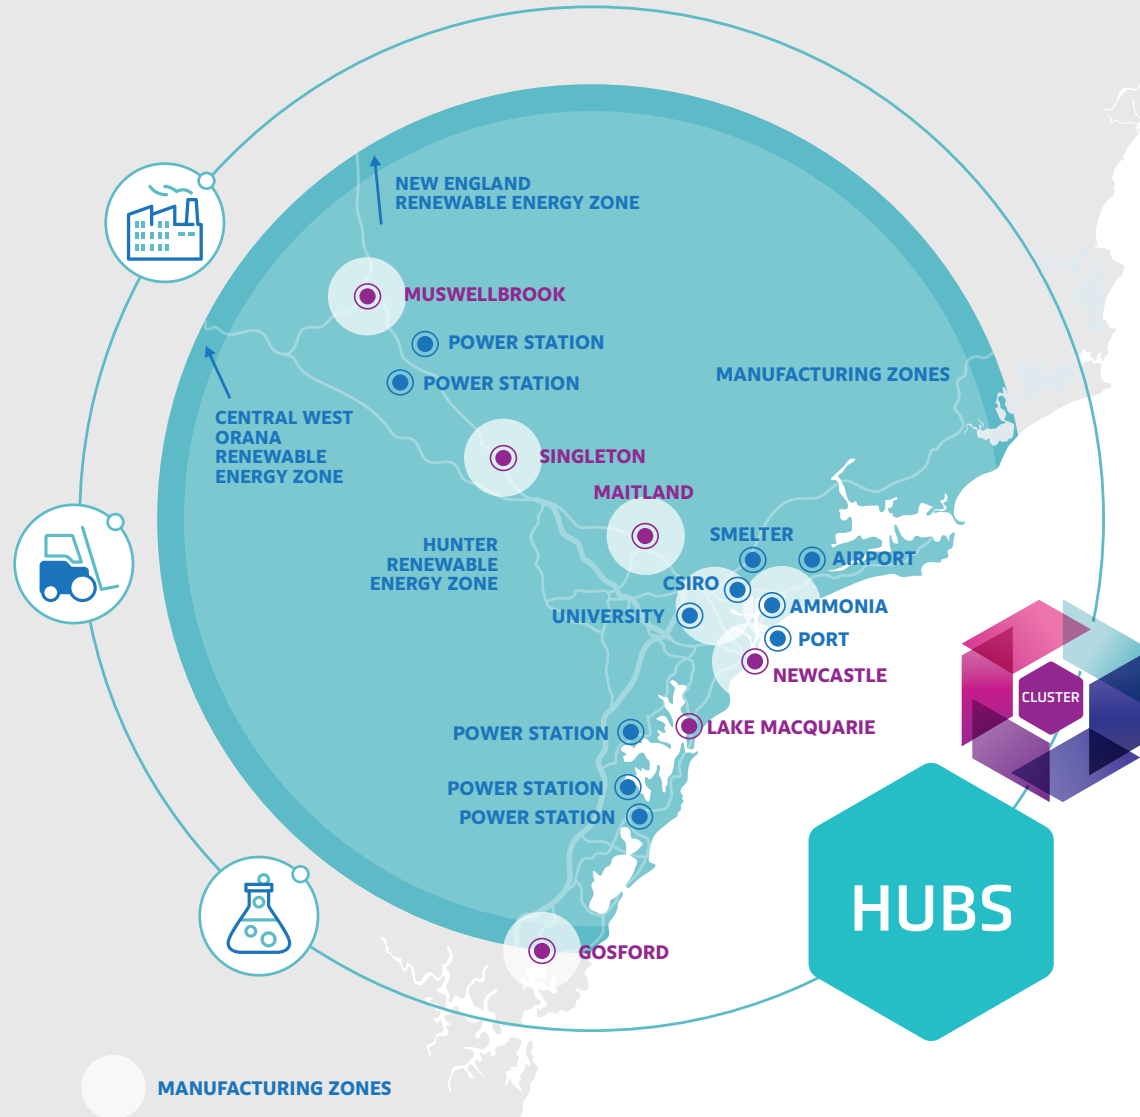 NEW ENGLAND
RENEWABLE ENERGY ZONE
MUSWELLBROOK
POWER STATION
POWER STATION
MANUFACTURING ZONES
CENTRAL WEST
ORANA
RENEWABLE
ENERGY ZONE
SINGLETON
MAITLAND
HUNTER
RENEWABLE
ENERGY ZONE
SMELTER
AIRPORT
CSIRO
AMMONIA
UNIVERSITY
PORT
NEWCASTLE
CLUSTER
LAKE MACQUARIE
POWER STATION
POWER STATION
POWER STATION
HUBS
GOSFORD
MANUFACTURING ZONES